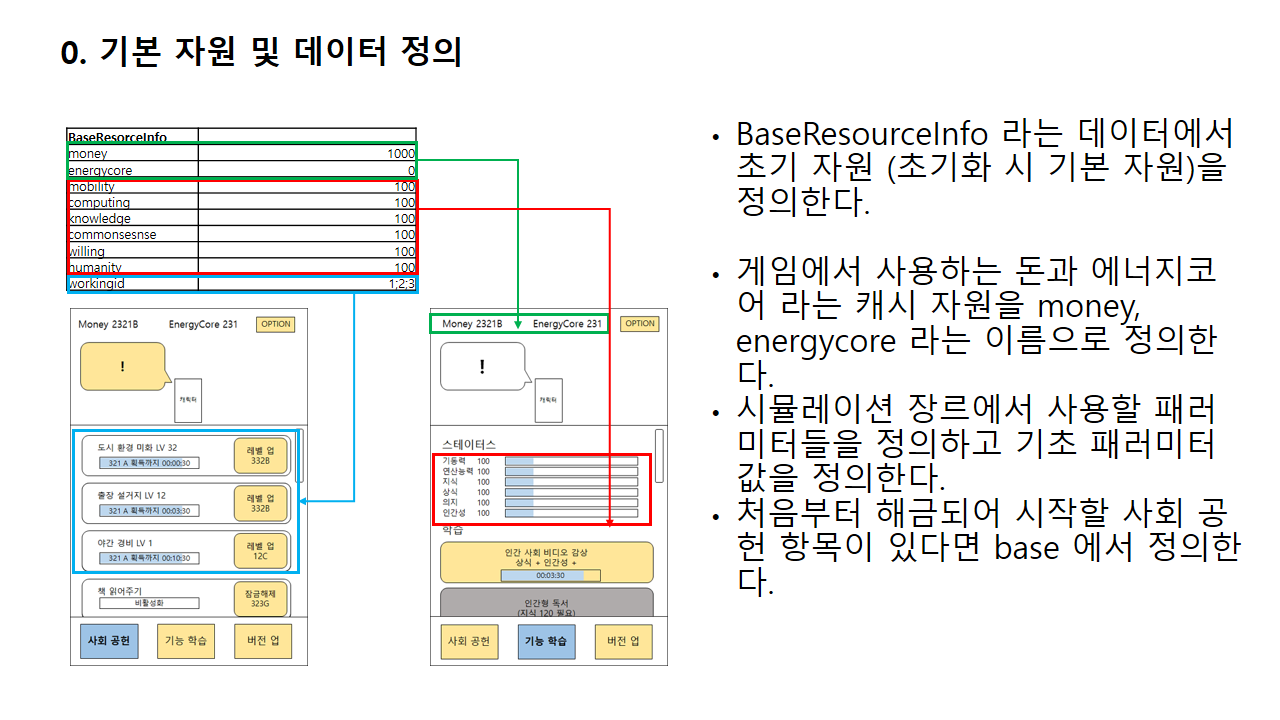 0. 기본 자원 및 데이터 정의
BaseResorceInfo
money 1000
energycore 0
mobility 100
computing 100
knowledge 100
commonsesnse 100
willing 100
humanity 100
workingid 1;2;3
Money 2321B EnergyCore 231 OPTION
!
캐릭터
도시 환경 미화 LV 32
321 A 획득까지 00:00:30
레벨 업
332B
출장 설거지 LV 12
321 A 획득까지 00:03:30
레벨 업
332B
야간 경비 LV 1
321 A 획득까지 00:10:30
레벨 업
12C
책 읽어주기
비활성화
잠금해제
323G
사회 공헌 기능 학습 버전 업
Money 2321B EnergyCore 231 OPTION
!
캐릭터
스테이터스
기동력 100
연산능력 100
지식 100
상식 100
의지 100
인간성 100
학습
인간 사회 비디오 감상
상식 + 인간성 +
00:03:30
인간형 독서
(지식 120 필요)
사회 공헌 기능 학습 버전 업
• BaseResourceInfo 라는 데이터에서
초기 자원 (초기화 시 기본 자원)을
정의한다.
• 게임에서 사용하는 돈과 에너지코
어 라는 캐시 자원을 money,
energycore 라는 이름으로 정의한
다.
• 시뮬레이션 장르에서 사용할 패러
미터들을 정의하고 기초 패러미터
값을 정의한다.
• 처음부터 해금되어 시작할 사회 공
헌 항목이 있다면 base 에서 정의한
다.